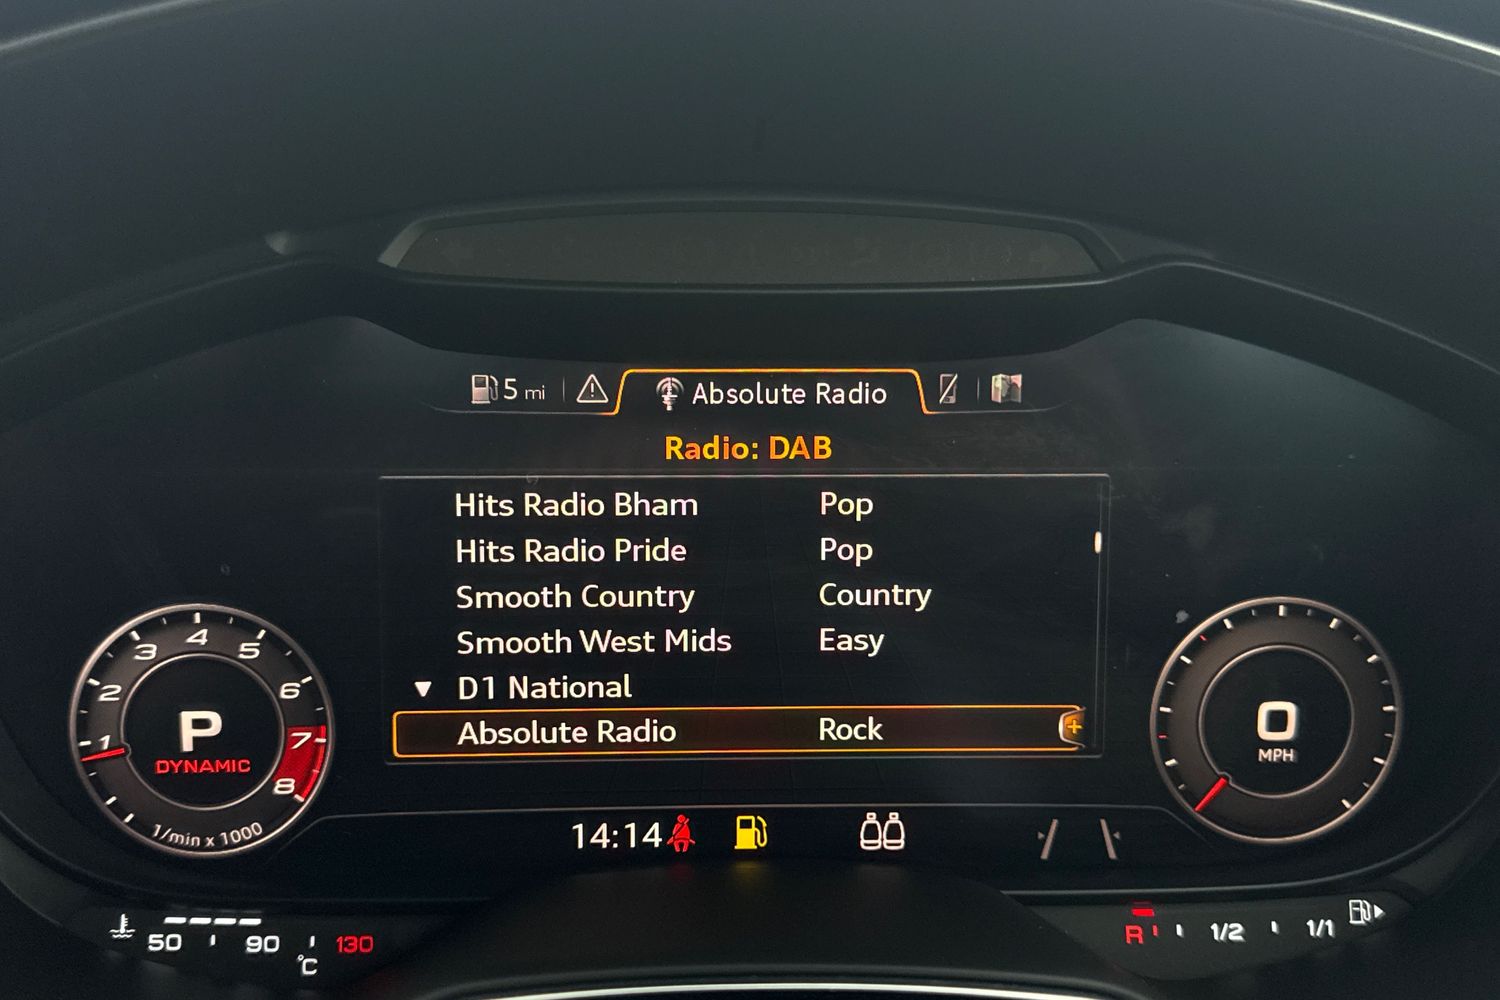 5 mi
Absolute Radio
Radio: DAB
Hits Radio Bham Pop
Hits Radio Pride Pop
Smooth Country Country
Smooth West Mids Easy
▼ D1 National
Absolute Radio Rock +
1 2 3 4 5 6 7 8
P
DYNAMIC
1/min x 1000
0
MPH
14:14
50 90 130
°C
R 1/2 1/1